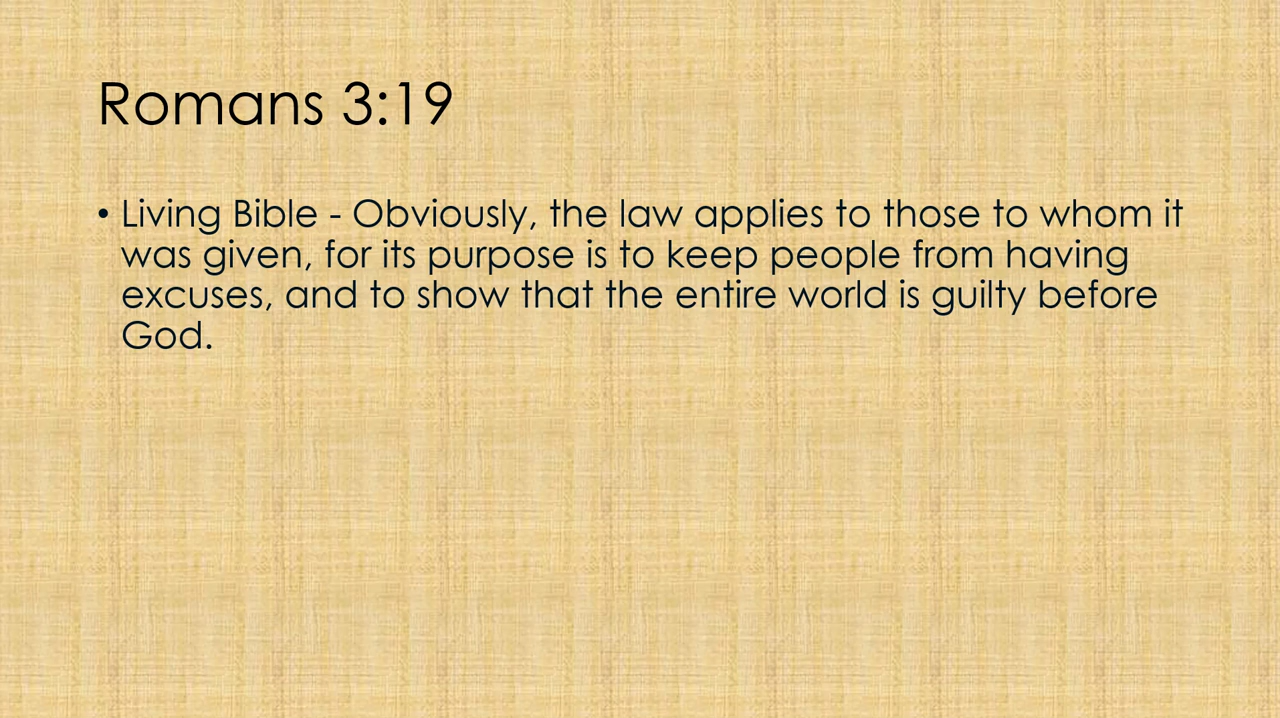 Romans 3:19
• Living Bible - Obviously, the law applies to those to whom it
was given, for its purpose is to keep people from having
excuses, and to show that the entire world is guilty before
God.